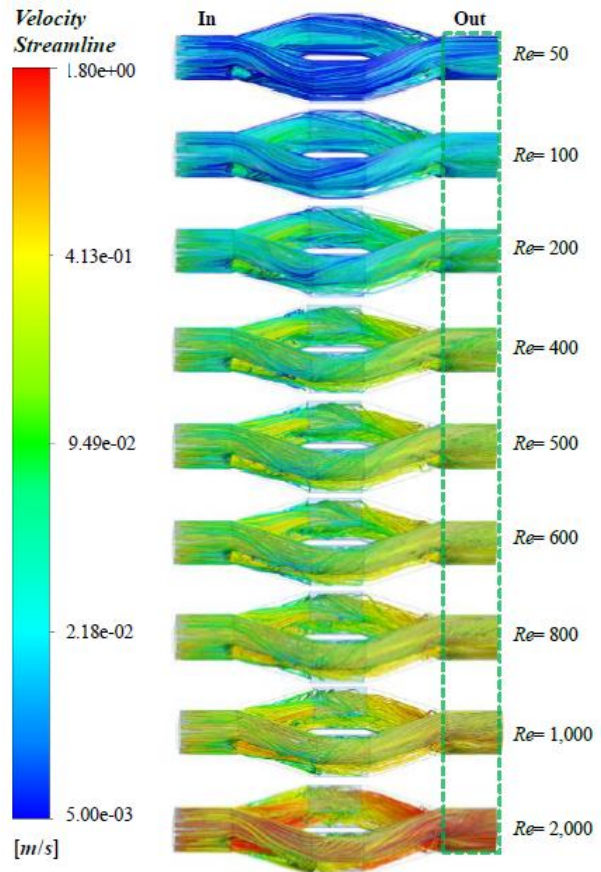 Velocity
Streamline
1.80e+00
4.13e-01
9.49e-02
2.18e-02
5.00e-03
[m/s]
In
Out
Re= 50
Re= 100
Re= 200
Re= 400
Re= 500
Re= 600
Re= 800
Re= 1,000
Re= 2,000